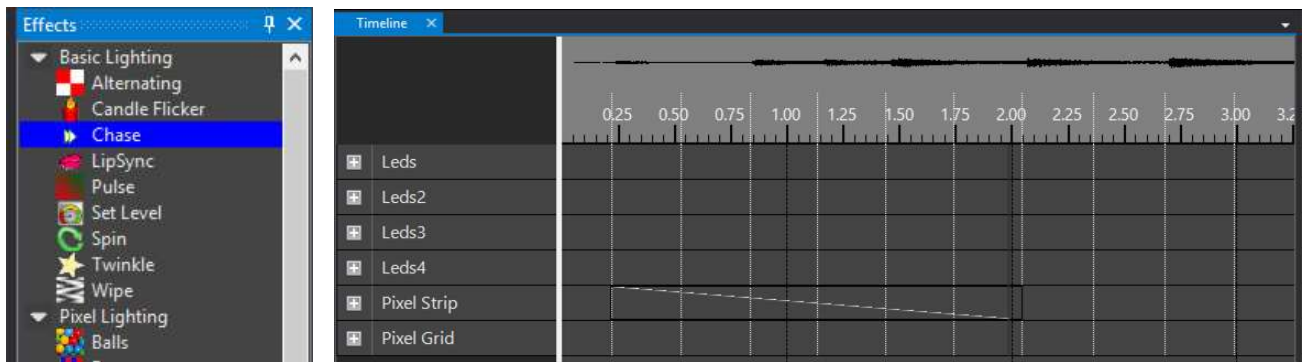 Effects
Basic Lighting
Alternating
Candle Flicker
Chase
LipSync
Pulse
Set Level
Spin
Twinkle
Wipe
Pixel Lighting
Balls
Timeline
0.25 0.50 0.75 1.00 1.25 1.50 1.75 2.00 2.25 2.50 2.75 3.00 3.2
Leds
Leds2
Leds3
Leds4
Pixel Strip
Pixel Grid